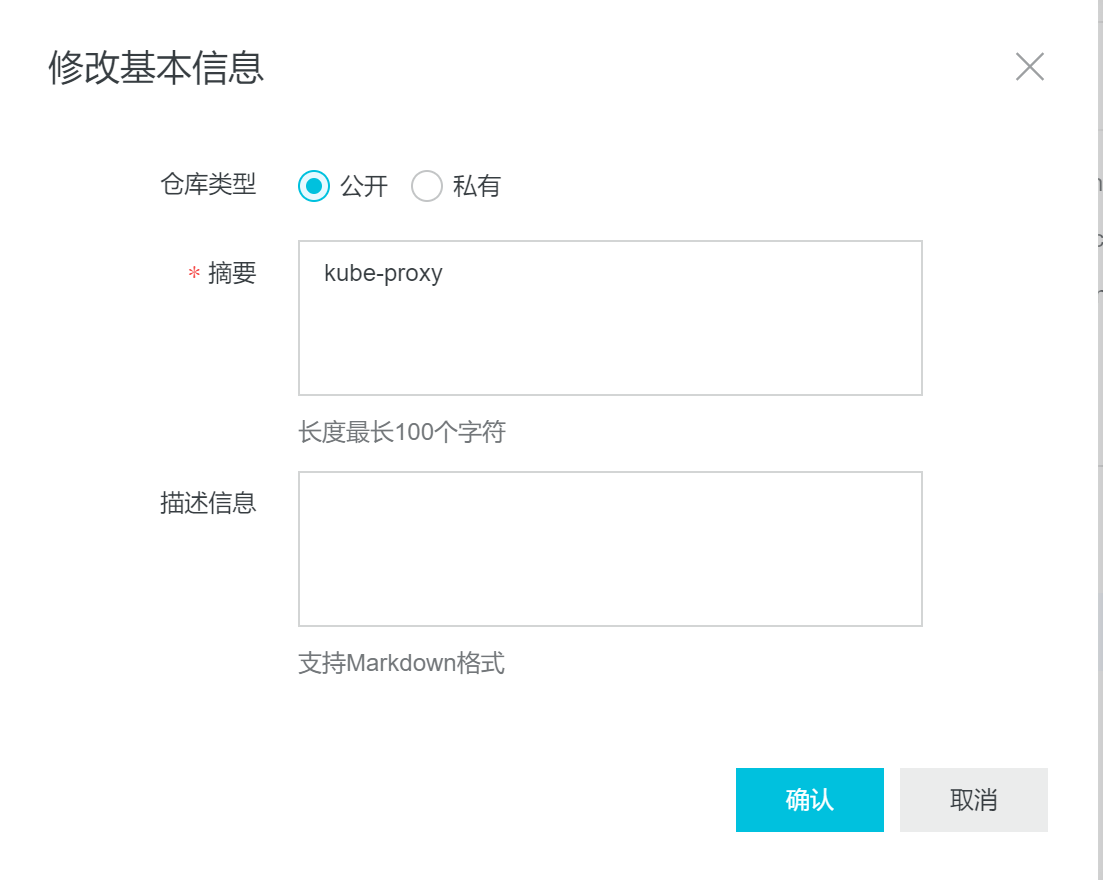 修改基本信息
仓库类型 公开 私有
* 摘要 kube-proxy
长度最长100个字符
描述信息
支持Markdown格式
确认 取消